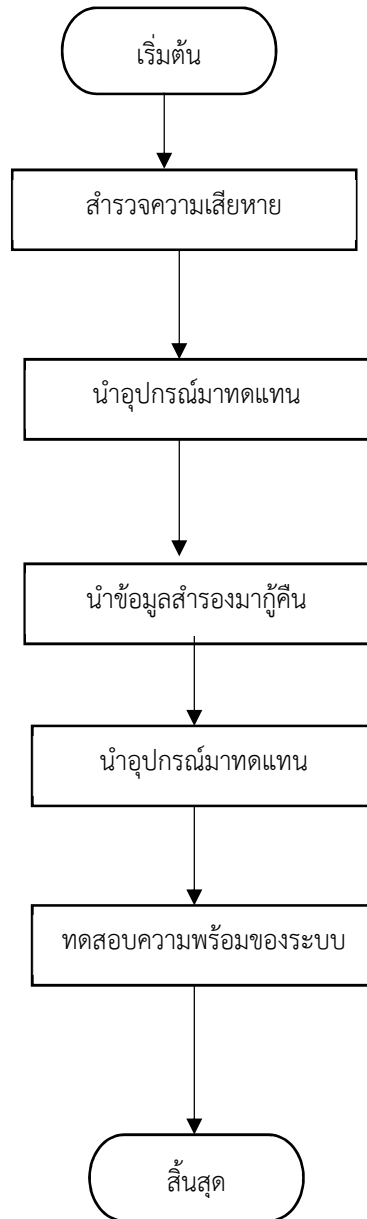 เริ่มต้น
สำรวจความเสียหาย
นำอุปกรณ์มาทดแทน
นำข้อมูลสำรองมากู้คืน
นำอุปกรณ์มาทดแทน
ทดสอบความพร้อมของระบบ
สิ้นสุด